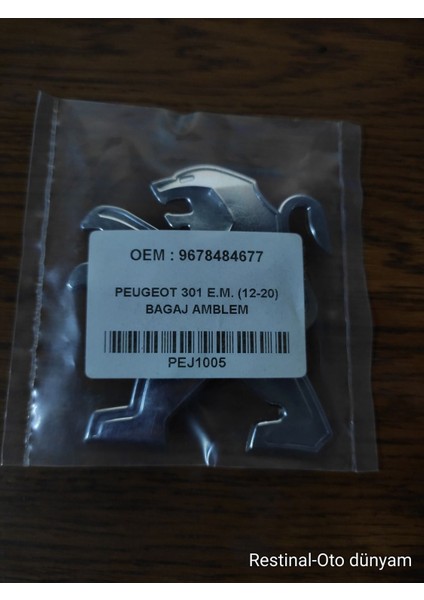 OEM : 9678484677
PEUGEOT 301 E.M. (12-20)
BAGAJ AMBLEM
PEJ1005
Restinal-Oto dünyam